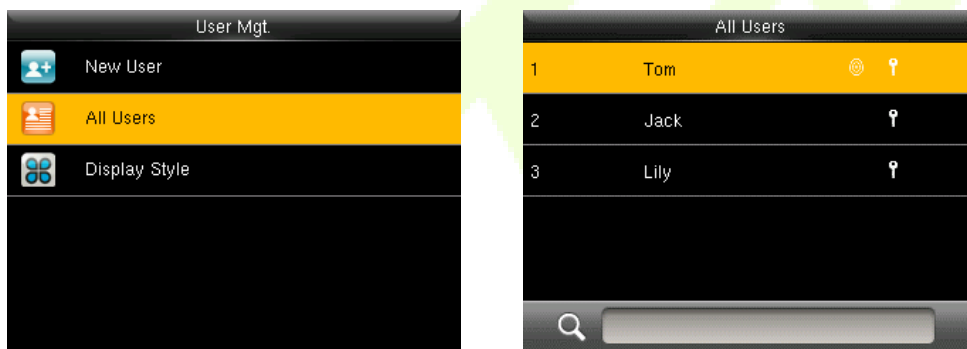 User Mgt.
New User
All Users
Display Style
All Users
1 Tom
2 Jack
3 Lily